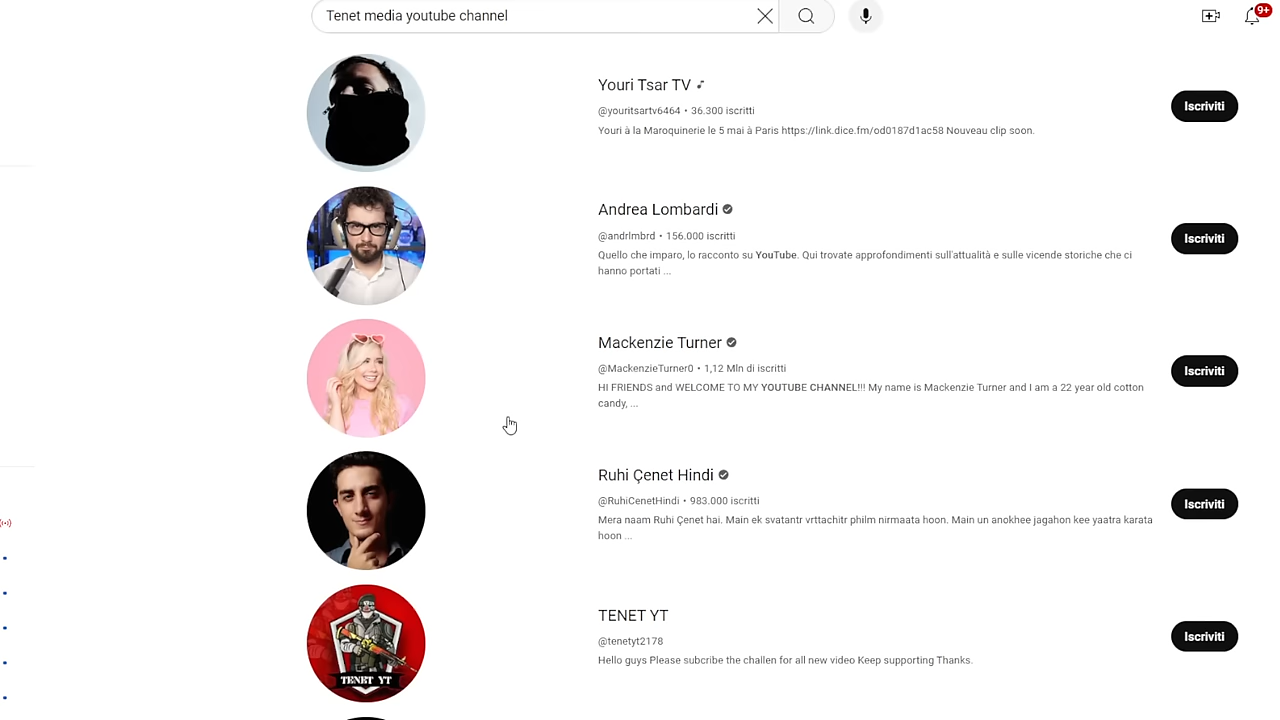 Tenet media youtube channel
9+
Youri Tsar TV
@youritsartv6464 • 36.300 iscritti
Iscriviti
Youri à la Maroquinerie le 5 mai à Paris https://link.dice.fm/od0187d1ac58 Nouveau clip soon.
Andrea Lombardi
@andrlmbrd • 156.000 iscritti
Iscriviti
Quello che imparo, lo racconto su YouTube. Qui trovate approfondimenti sull'attualità e sulle vicende storiche che ci
hanno portati ...
Mackenzie Turner
@MackenzieTurner0 • 1,12 Mln di iscritti
Iscriviti
HI FRIENDS and WELCOME TO MY YOUTUBE CHANNEL!!! My name is Mackenzie Turner and I am a 22 year old cotton
candy, ...
Ruhi Çenet Hindi
@RuhiCenetHindi • 983.000 iscritti
Iscriviti
Mera naam Ruhi Çenet hai. Main ek svatantr vrttachitr philm nirmaata hoon. Main un anokhee jagahon kee yaatra karata
hoon ...
TENET YT
TENET YT
@tenetyt2178
Iscriviti
Hello guys Please subcribe the challen for all new video Keep supporting Thanks.